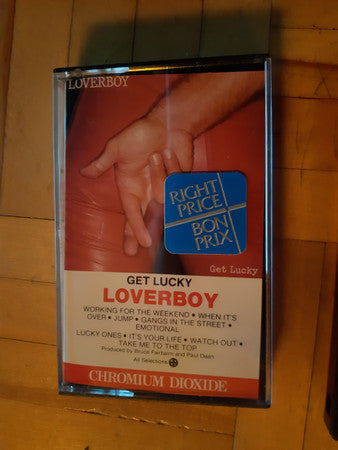 LOVERBOY
RIGHT
PRICE
BON
PRIX
Get Lucky
GET LUCKY
LOVERBOY
WORKING FOR THE WEEKEND • WHEN IT'S
OVER • JUMP • GANGS IN THE STREET •
EMOTIONAL
LUCKY ONES • IT'S YOUR LIFE • WATCH OUT •
TAKE ME TO THE TOP
Produced by Bruce Fairbairn and Paul Dean
All Selections
CHROMIUM DIOXIDE